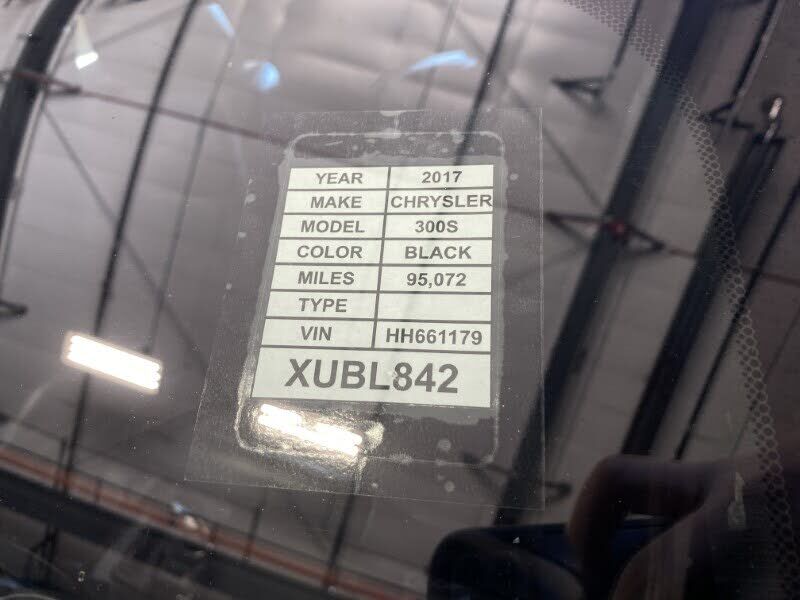 YEAR 2017
MAKE CHRYSLER
MODEL 300S
COLOR BLACK
MILES 95,072
TYPE
VIN HH661179
XUBL842